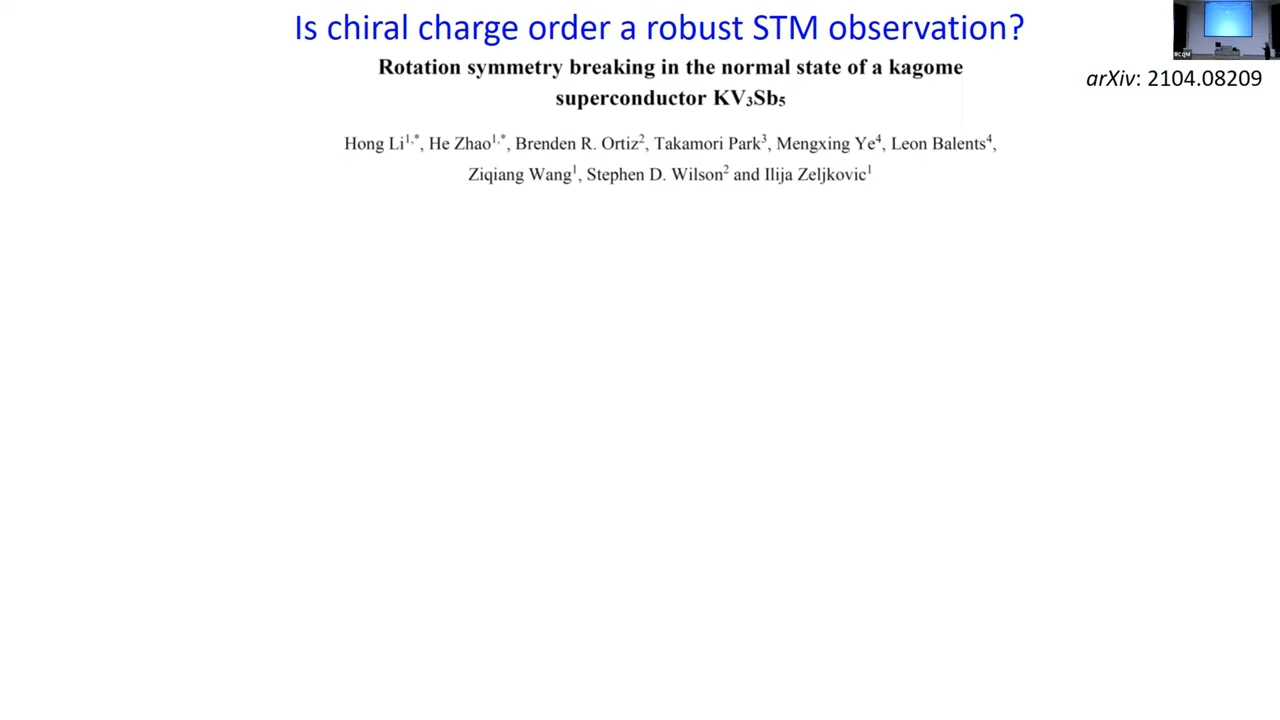 Is chiral charge order a robust STM observation?
Rotation symmetry breaking in the normal state of a kagome
superconductor KV₃Sb₅
arXiv: 2104.08209
Hong Li¹,*, He Zhao¹,*, Brenden R. Ortiz², Takamori Park³, Mengxing Ye⁴, Leon Balents⁴,
Ziqiang Wang¹, Stephen D. Wilson² and Ilija Zeljkovic¹
RCQM